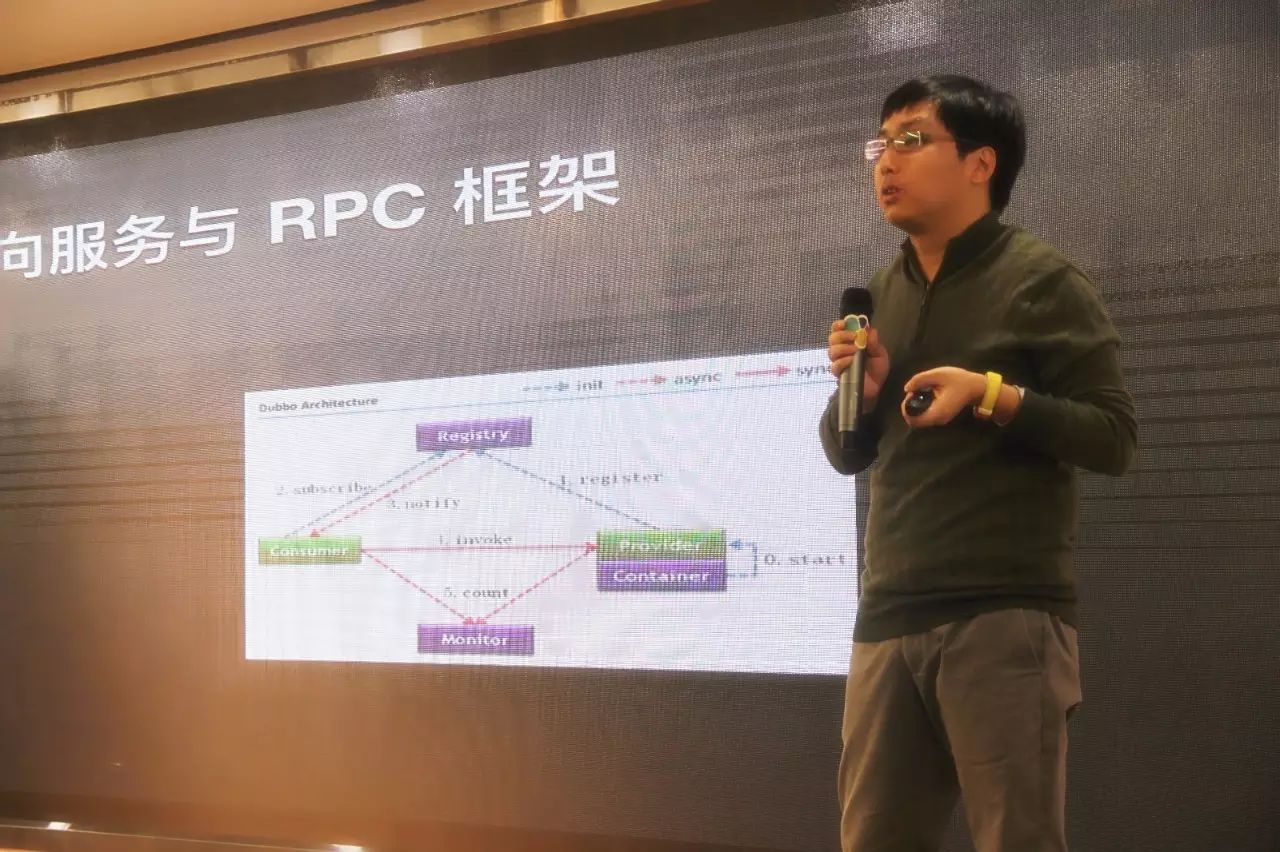 向服务与 RPC 框架
Dubbo Architecture
init
async
sync
Registry
2. subscribe
3. notify
1. register
Consumer
4. invoke
Provider
Container
0. start
5. count
Monitor